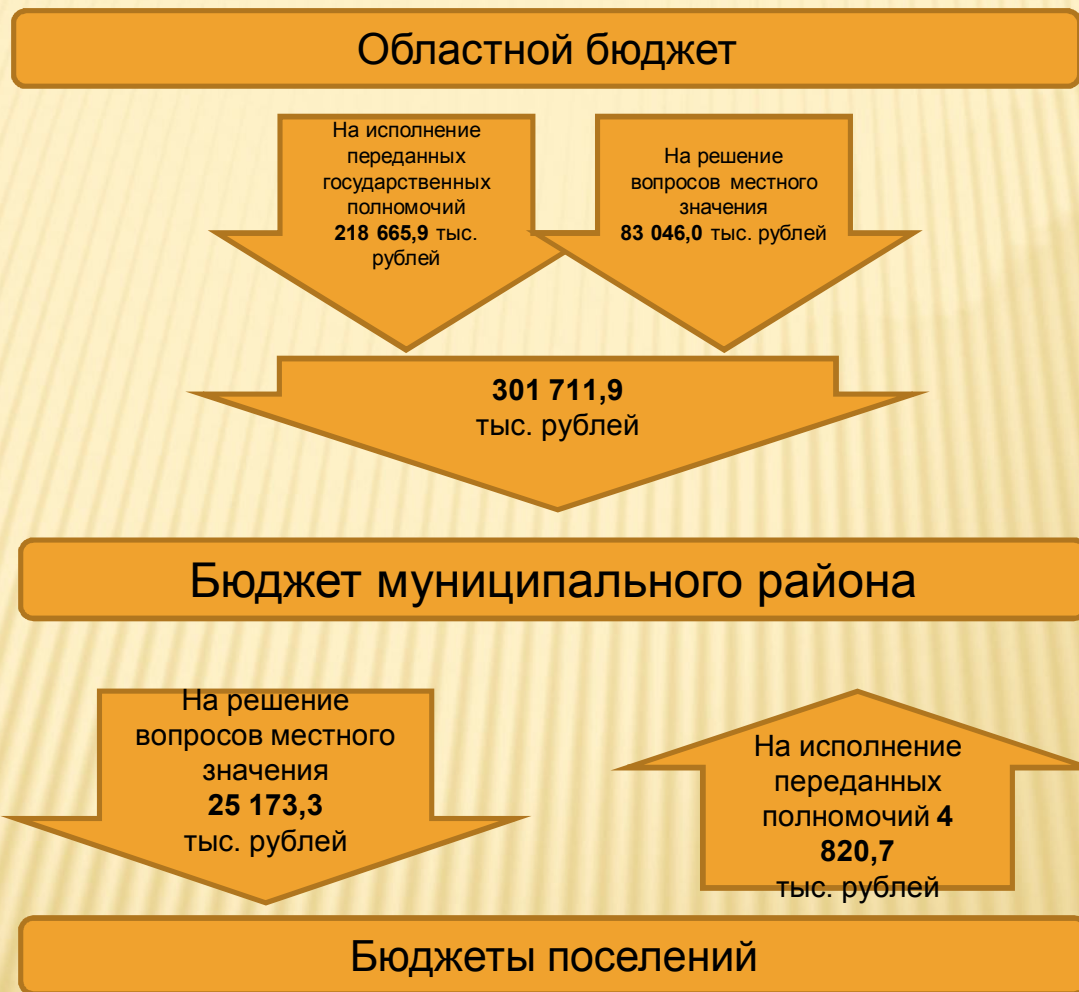 Областной бюджет
На исполнение
переданных
государственных
полномочий
218 665,9 тыс.
рублей
На решение
вопросов местного
значения
83 046,0 тыс. рублей
301 711,9
тыс. рублей
Бюджет муниципального района
На решение
вопросов местного
значения
25 173,3
тыс. рублей
На исполнение
переданных
полномочий 4
820,7
тыс. рублей
Бюджеты поселений